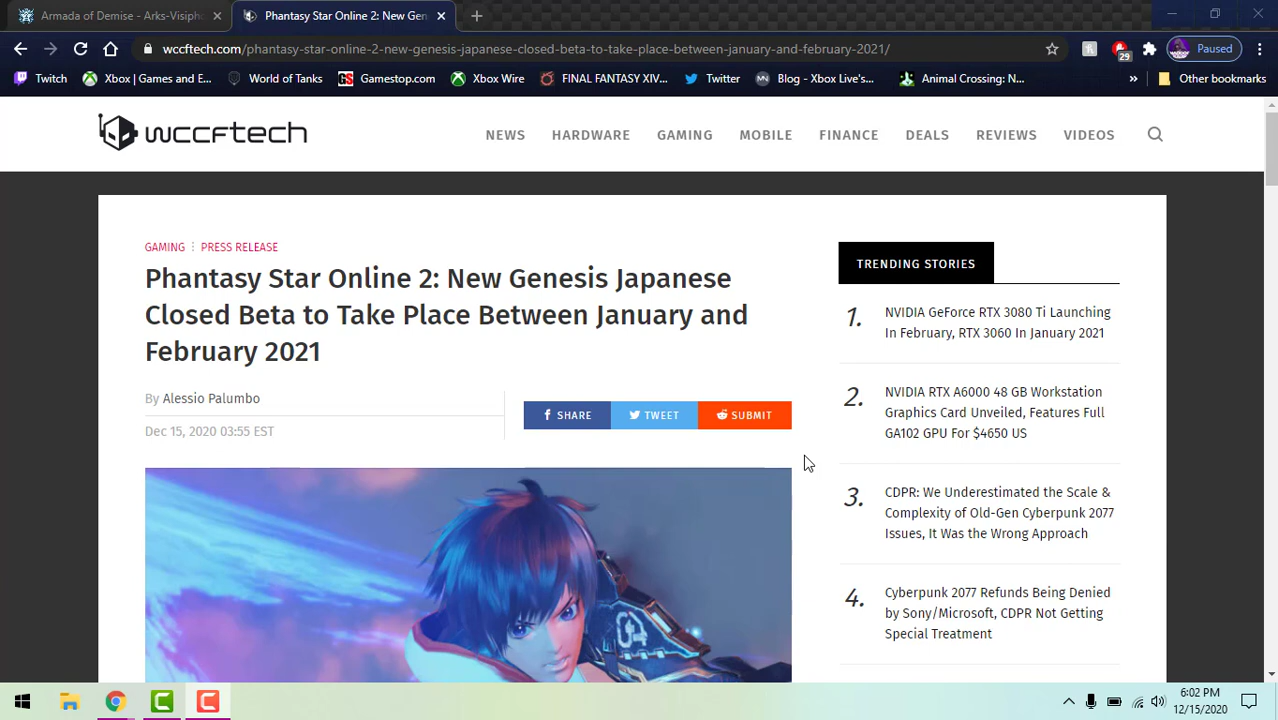 Armada of Demise - Arks-Visiph
Phantasy Star Online 2: New Gen
wccftech.com/phantasy-star-online-2-new-genesis-japanese-closed-beta-to-take-place-between-january-and-february-2021/
29
Paused
Twitch
Xbox | Games and E...
World of Tanks
Gamestop.com
Xbox Wire
FINAL FANTASY XIV...
Twitter
Blog - Xbox Live's...
Animal Crossing: N...
»
Other bookmarks
wccftech
NEWS
HARDWARE
GAMING
MOBILE
FINANCE
DEALS
REVIEWS
VIDEOS
GAMING
PRESS RELEASE
Phantasy Star Online 2: New Genesis Japanese
Closed Beta to Take Place Between January and
February 2021
By Alessio Palumbo
Dec 15, 2020 03:55 EST
SHARE
TWEET
SUBMIT
TRENDING STORIES
1.
NVIDIA GeForce RTX 3080 Ti Launching
In February, RTX 3060 In January 2021
2.
NVIDIA RTX A6000 48 GB Workstation
Graphics Card Unveiled, Features Full
GA102 GPU For $4650 US
3.
CDPR: We Underestimated the Scale &
Complexity of Old-Gen Cyberpunk 2077
Issues, It Was the Wrong Approach
4.
Cyberpunk 2077 Refunds Being Denied
by Sony/Microsoft, CDPR Not Getting
Special Treatment
6:02 PM
12/15/2020